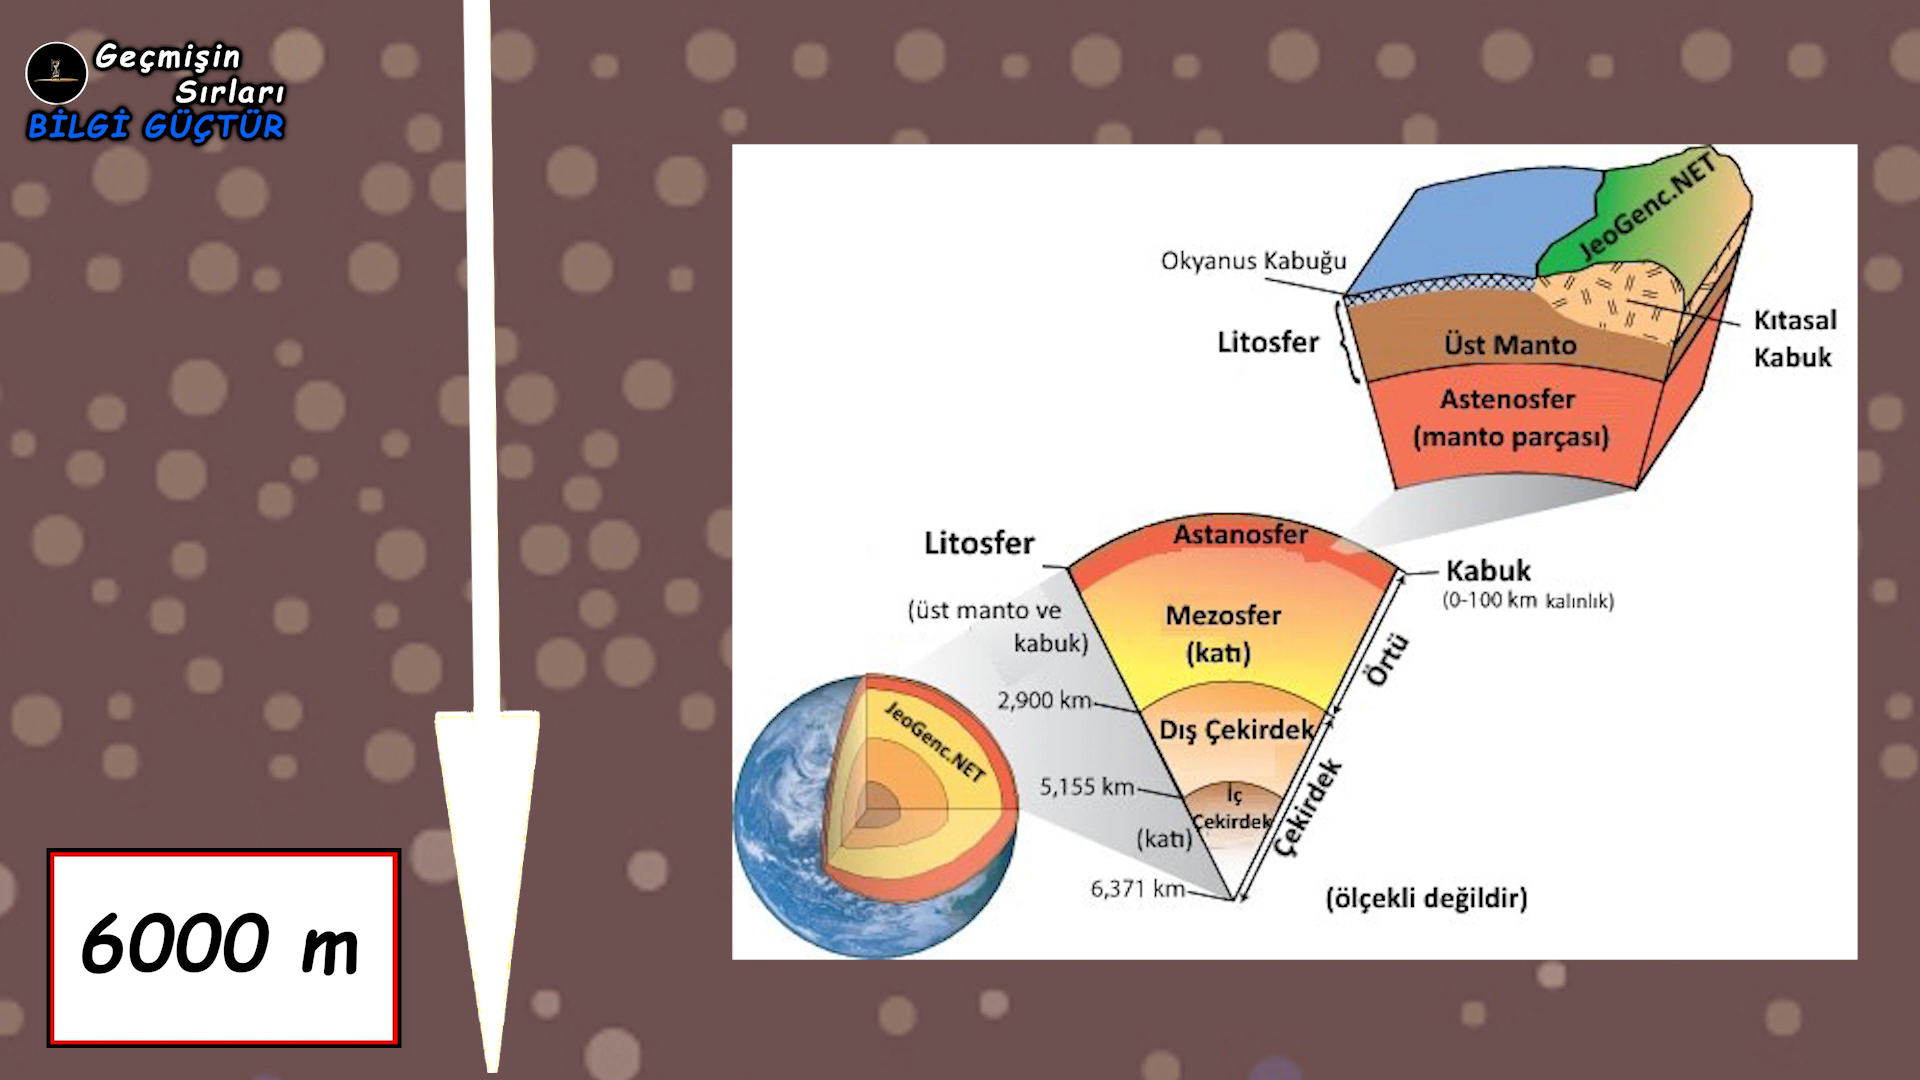 Geçmişin
Sırları
BİLGİ GÜÇTÜR
JeoGenc.NET
Okyanus Kabuğu
Kıtasal
Kabuk
Litosfer
Üst Manto
Astenosfer
(manto parçası)
Litosfer
Astanosfer
Kabuk
(0-100 km kalınlık)
(üst manto ve
kabuk)
Mezosfer
(katı)
Örtü
2,900 km
JeoGenc.NET
Dış Çekirdek
5,155 km
İç
Çekirdek
(katı)
Çekirdek
6,371 km
(ölçekli değildir)
6000 m